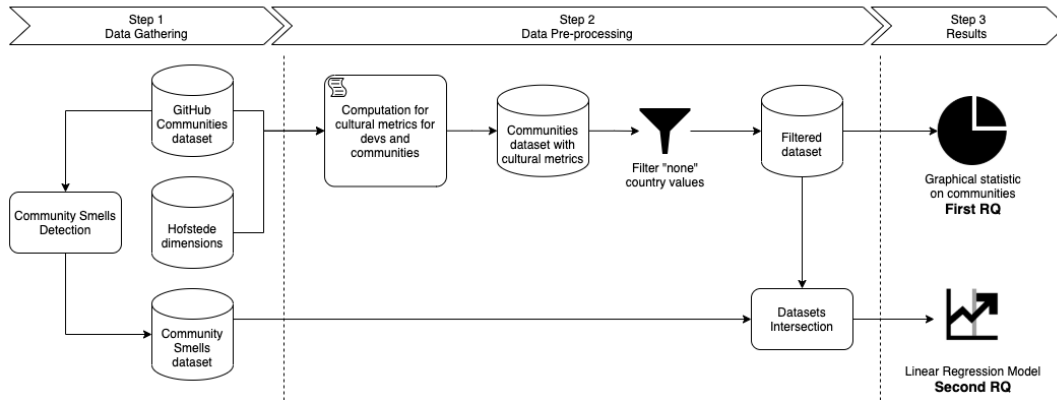 Step 1
Data Gathering
Step 2
Data Pre-processing
Step 3
Results
GitHub
Communities
dataset
Community Smells
Detection
Hofstede
dimensions
Community
Smells
dataset
Computation for
cultural metrics for
devs and
communities
Communities
dataset with
cultural metrics
Filter "none"
country values
Filtered
dataset
Datasets
Intersection
Graphical statistic
on communities
First RQ
Linear Regression Model
Second RQ